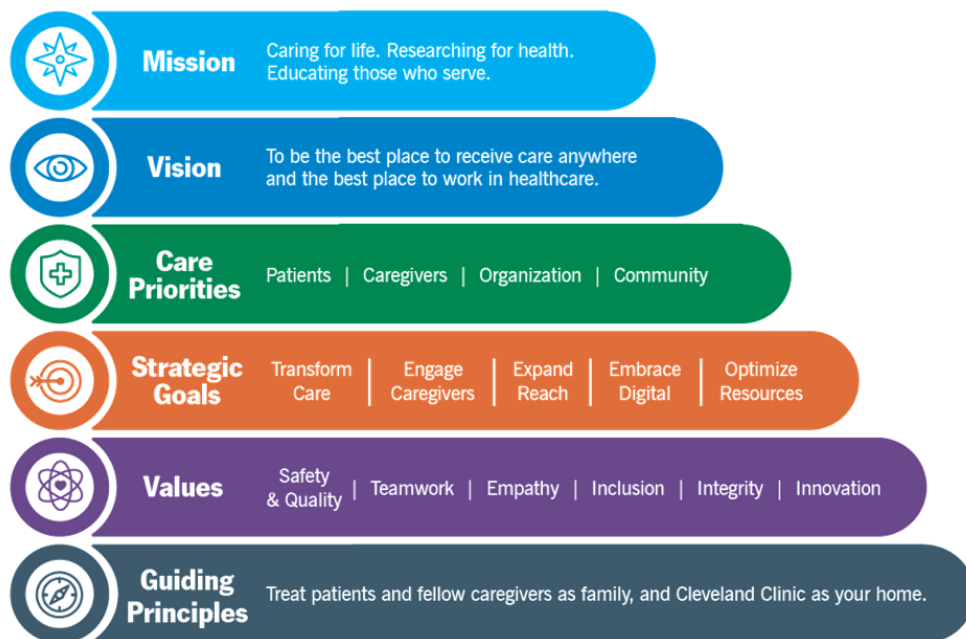 Mission
Caring for life. Researching for health.
Educating those who serve.
Vision
To be the best place to receive care anywhere
and the best place to work in healthcare.
Care
Priorities
Patients | Caregivers | Organization | Community
Strategic
Goals
Transform
Care
Engage
Caregivers
Expand
Reach
Embrace
Digital
Optimize
Resources
Values
Safety
& Quality | Teamwork | Empathy | Inclusion | Integrity | Innovation
Guiding
Principles
Treat patients and fellow caregivers as family, and Cleveland Clinic as your home.